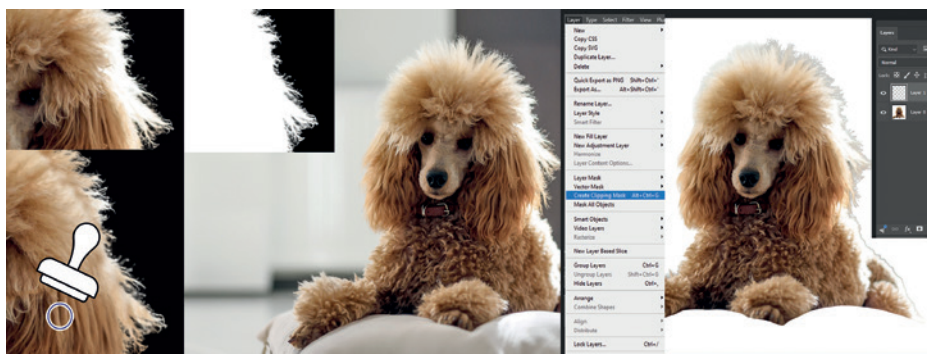 Layer Type Select Filter View
New
Copy CSS
Copy SVG
Duplicate Layer...
Delete
Quick Export as PNG Shift+Ctrl+'
Export As... Alt+Shift+Ctrl+'
Rename Layer...
Layer Style
Smart Filter
New Fill Layer
New Adjustment Layer
Harmonize
Layer Content Options...
Layer Mask
Vector Mask
Create Clipping Mask Alt+Ctrl+G
Mask All Objects
Smart Objects
Video Layers
Rasterize
New Layer Based Slice
Group Layers Ctrl+G
Ungroup Layers Shift+Ctrl+G
Hide Layers Ctrl+,
Arrange
Combine Shapes
Align
Distribute
Lock Layers... Ctrl+/
Layers
Kind
Normal
Lock:
Layer
Layer
fx